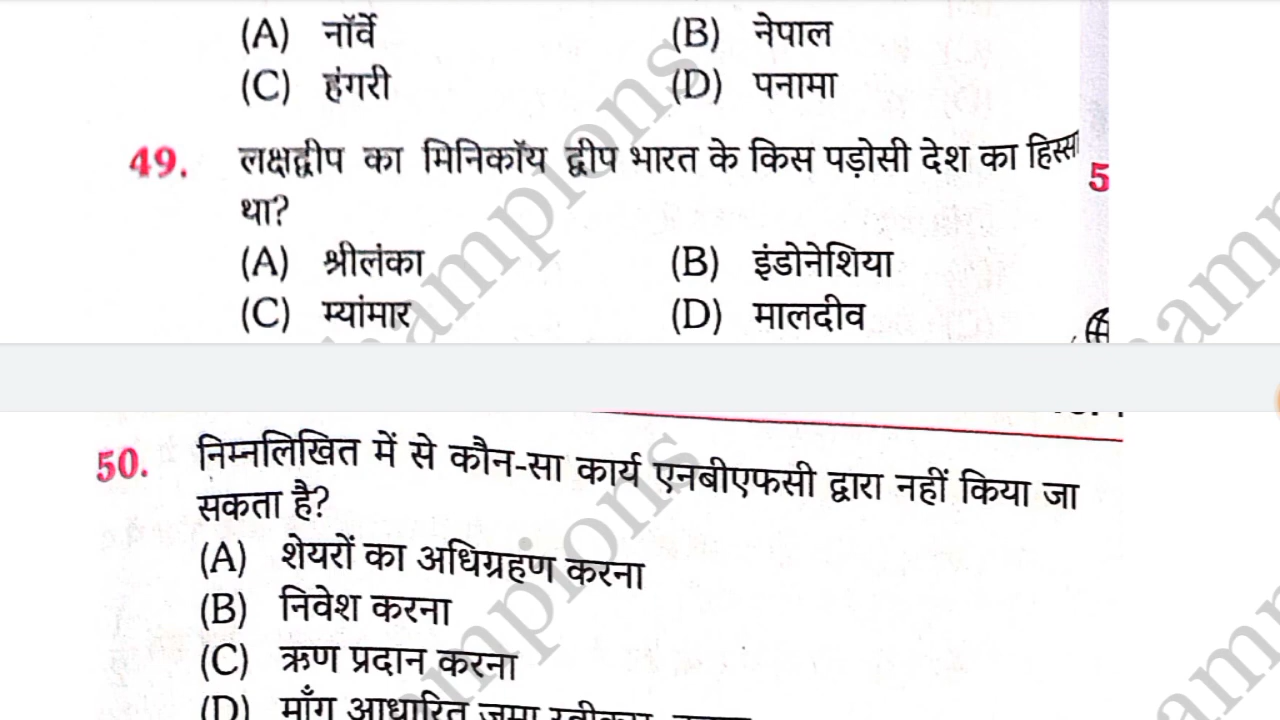 (A) नॉर्वे (B) नेपाल
(C) हंगरी (D) पनामा
49. लक्षद्वीप का मिनिकॉय द्वीप भारत के किस पड़ोसी देश का हिस्सा
5
था?
(A) श्रीलंका (B) इंडोनेशिया
(C) म्यांमार (D) मालदीव
50. निम्नलिखित में से कौन-सा कार्य एनबीएफसी द्वारा नहीं किया जा
सकता है?
(A) शेयरों का अधिग्रहण करना
(B) निवेश करना
(C) ऋण प्रदान करना
(D) माँग आधारित जमा